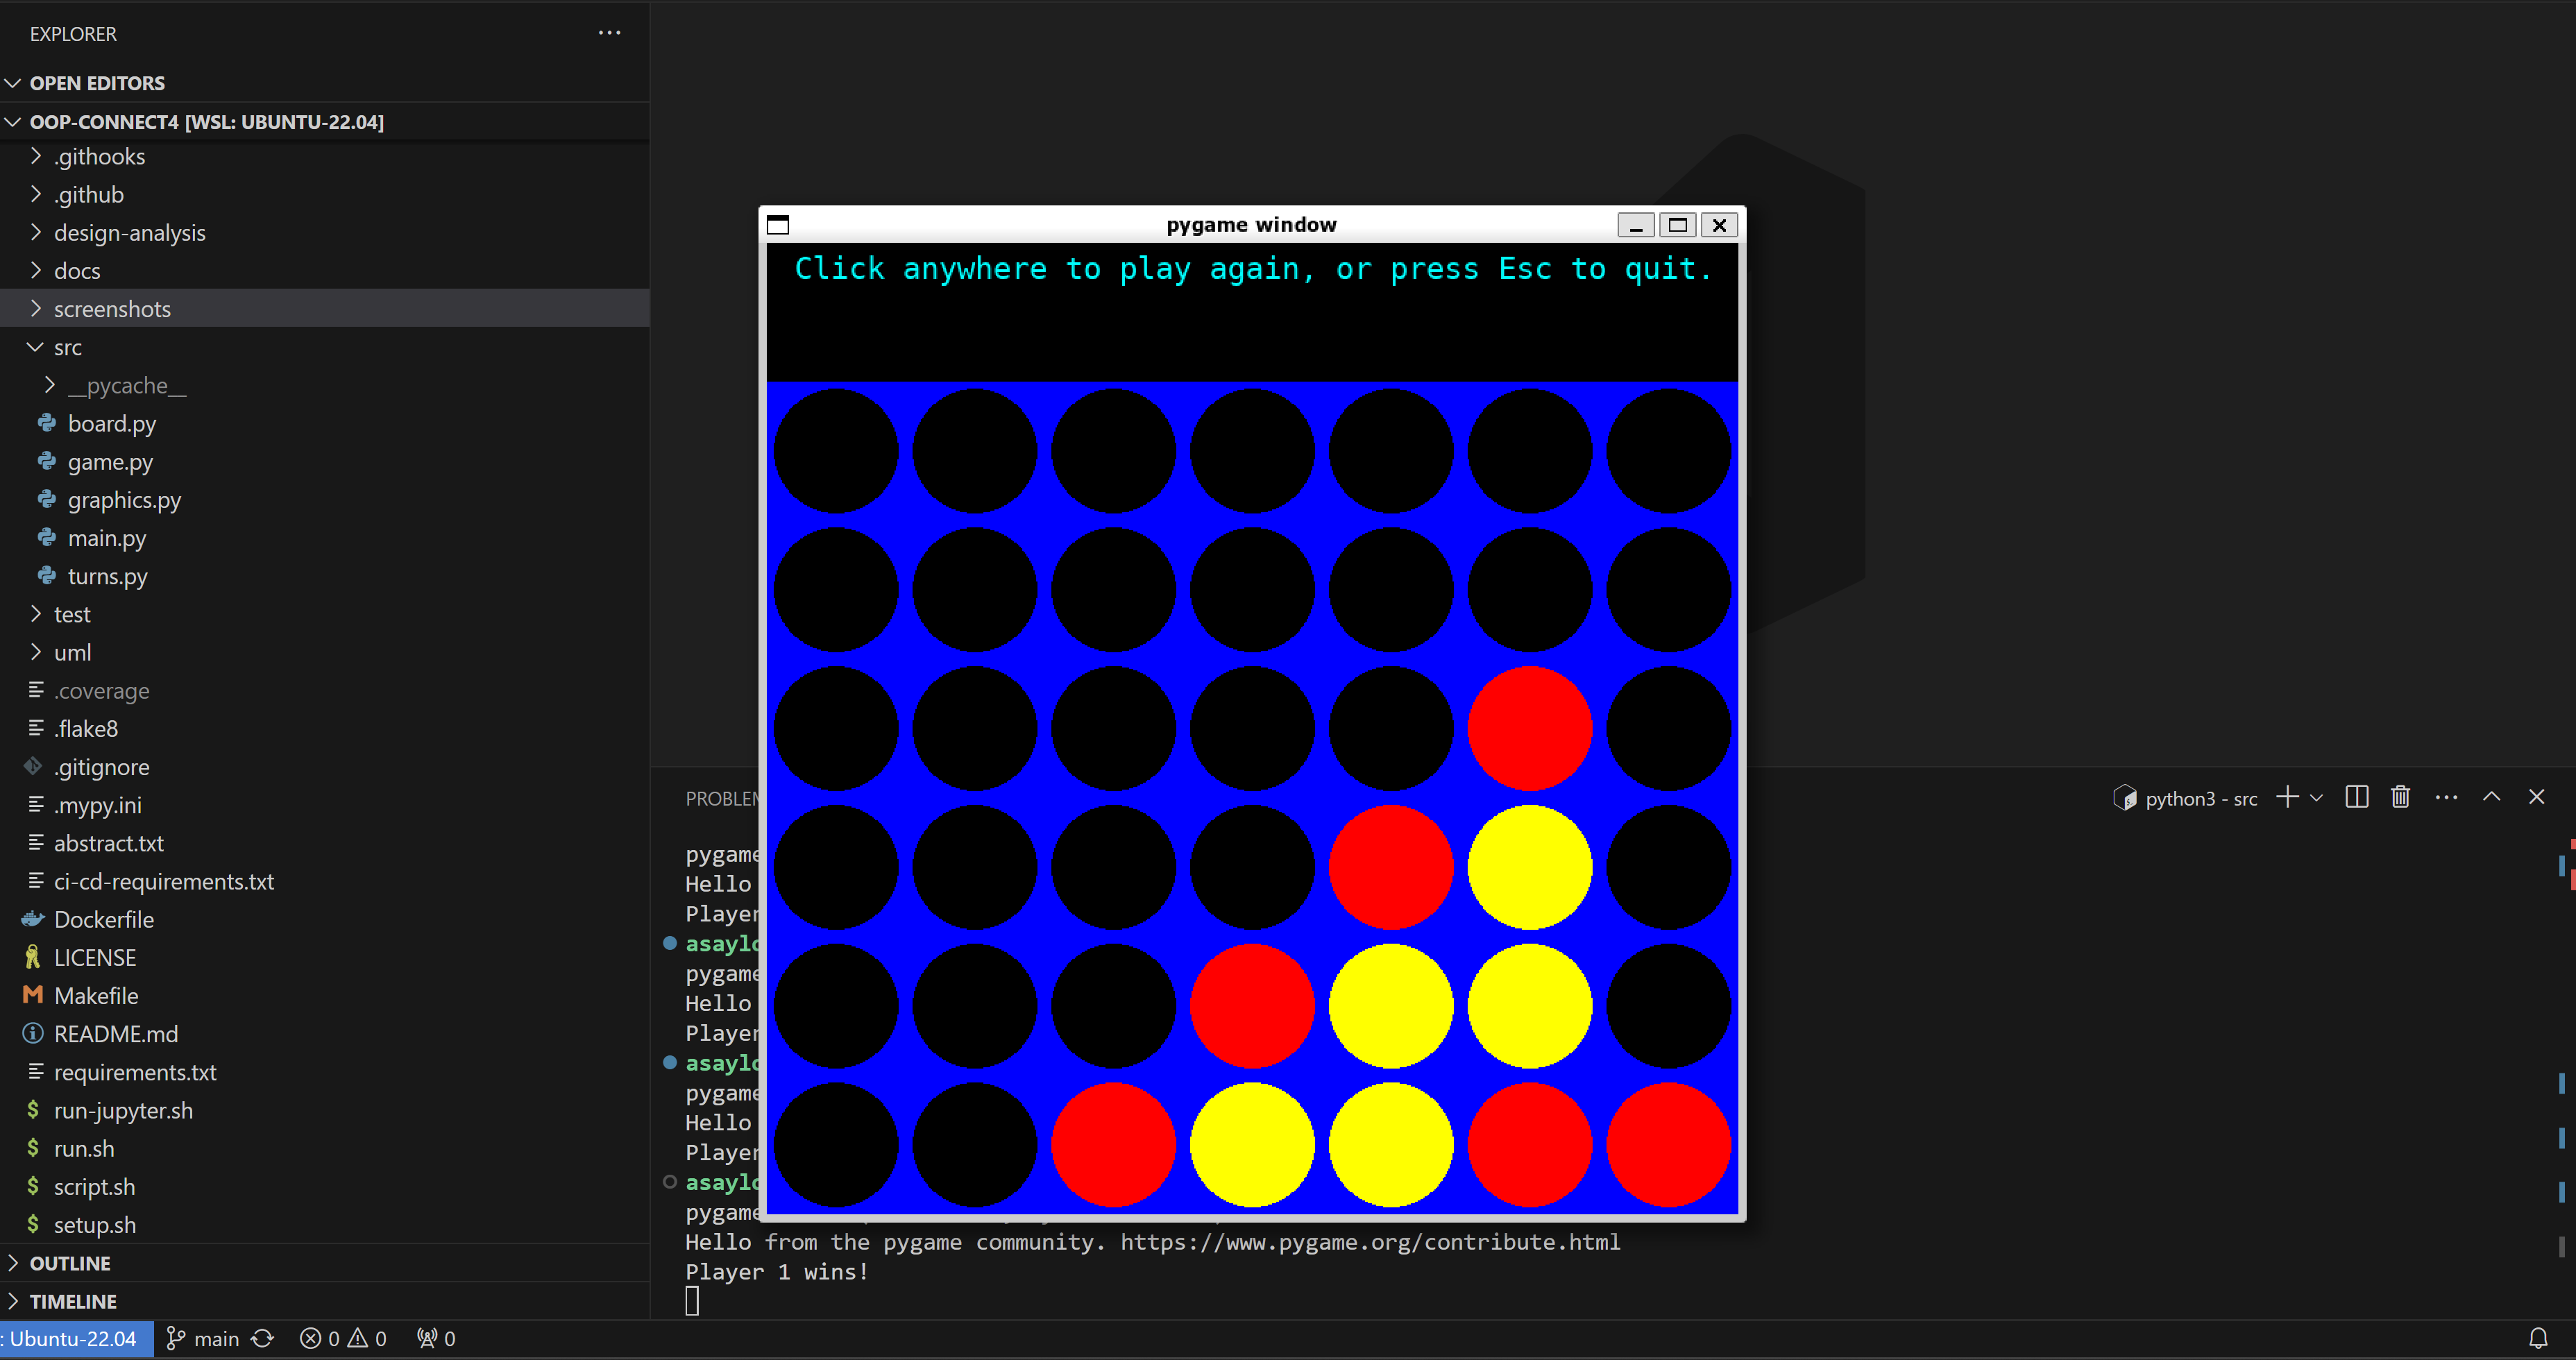 EXPLORER
OPEN EDITORS
OOP-CONNECT4 [WSL: UBUNTU-22.04]
.githooks
.github
design-analysis
docs
screenshots
src
__pycache__
board.py
game.py
graphics.py
main.py
turns.py
test
uml
.coverage
.flake8
.gitignore
.mypy.ini
abstract.txt
ci-cd-requirements.txt
Dockerfile
LICENSE
Makefile
README.md
requirements.txt
run-jupyter.sh
run.sh
script.sh
setup.sh
OUTLINE
TIMELINE
pygame window
Click anywhere to play again, or press Esc to quit.
python3 - src
pygame
Hello
Player
pygame
Hello
Player
pygame
Hello
Player
pygame
Hello from the pygame community. https://www.pygame.org/contribute.html
Player 1 wins!
: Ubuntu-22.04 main 0 0 0